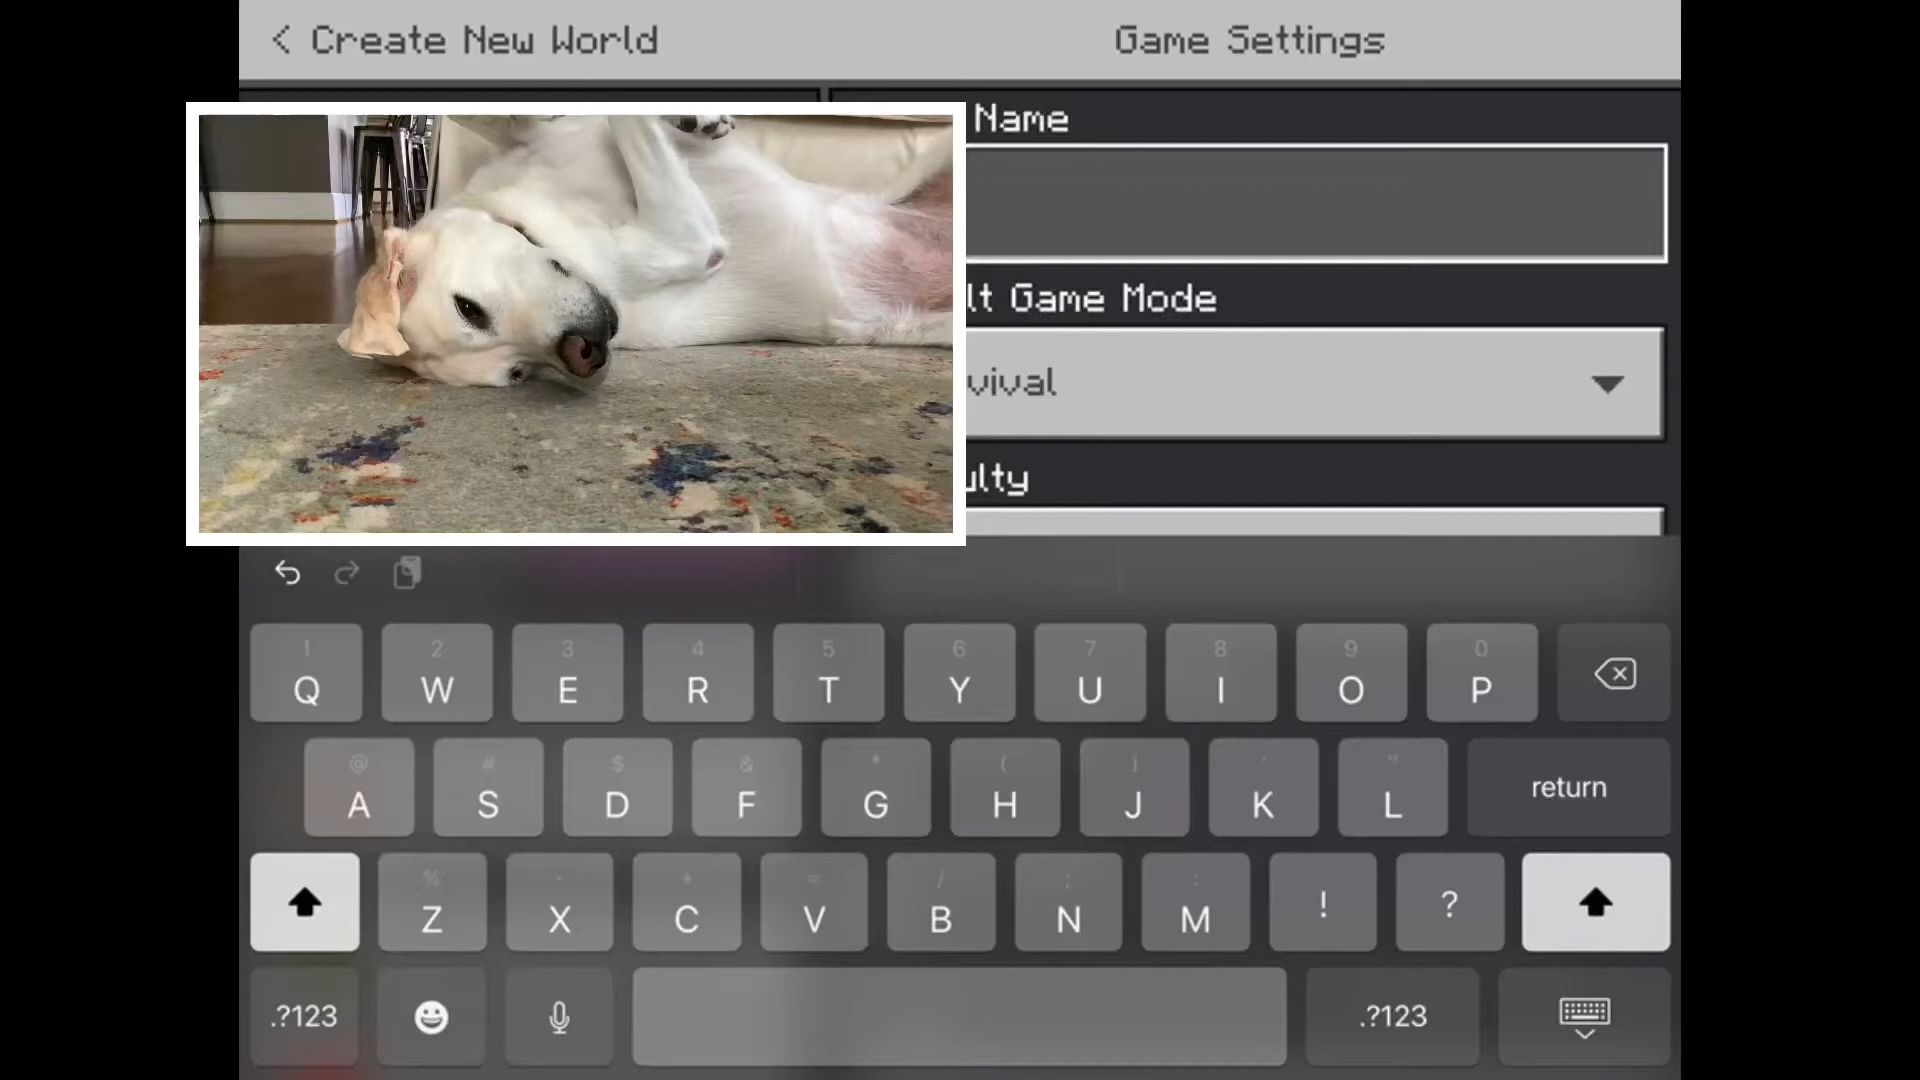 < Create New World
Game Settings
Name
lt Game Mode
vival
ulty
1 2 3 4 5 6 7 8 9 0
Q W E R T Y U I O P
@ # $ & * ( ) ' "
A S D F G H J K L return
% - + = / ; :
Z X C V B N M ! ?
.?123 .?123